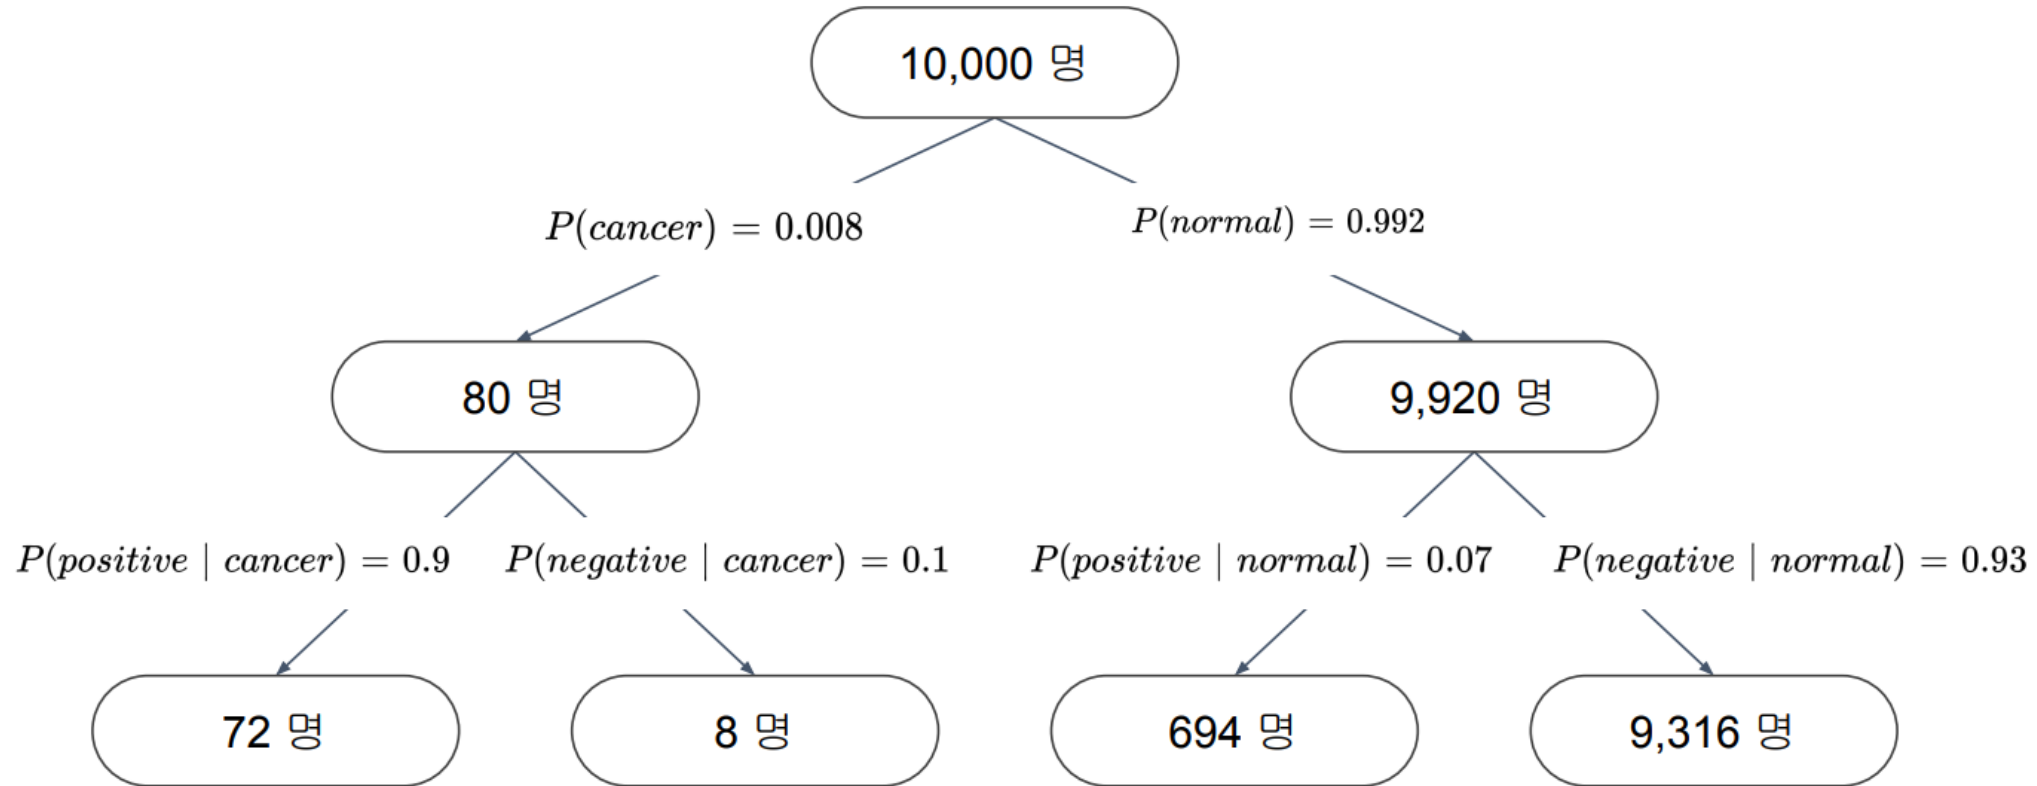 10,000 명
P(cancer) = 0.008
P(normal) = 0.992
80 명
9,920 명
P(positive | cancer) = 0.9
P(negative | cancer) = 0.1
P(positive | normal) = 0.07
P(negative | normal) = 0.93
72 명
8 명
694 명
9,316 명